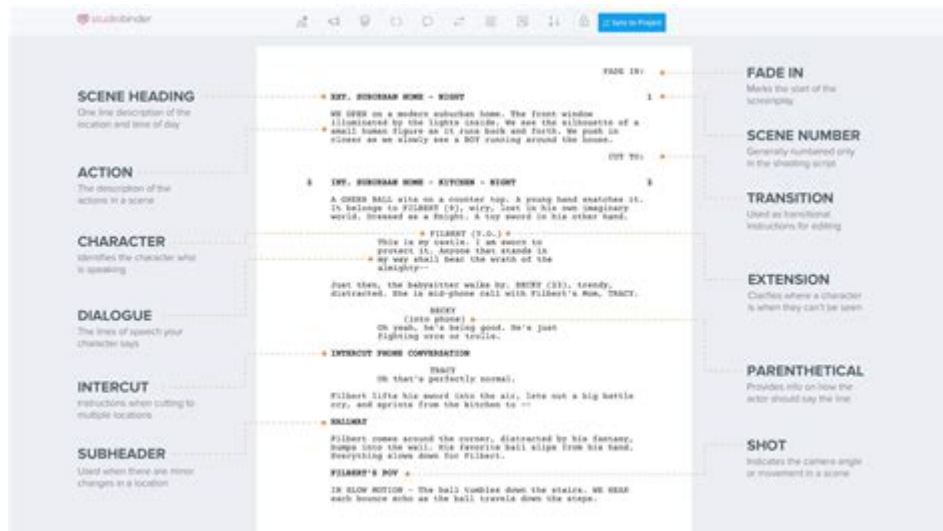 studiobinder
Sync to Project
SCENE HEADING
One line description of the
location and time of day
ACTION
The description of the
actions in a scene
CHARACTER
Identifies the character who
is speaking
DIALOGUE
The lines of speech your
character says
INTERCUT
Instructions when cutting to
multiple locations
SUBHEADER
Used when there are minor
changes in a location
FADE IN:
EXT. SUBURBAN HOME - NIGHT 1
WE OPEN on a modern suburban home. The front window
illuminated by the lights inside. We see the silhouette of a
small human figure as it runs back and forth. We push in
closer as we slowly see a BOY running around the house.
CUT TO:
2 INT. SUBURBAN HOME - KITCHEN - NIGHT 2
A GREEN BALL sits on a counter top. A young hand snatches it.
It belongs to FILBERT (9), wiry, lost in his own imaginary
world. Dressed as a Knight. A toy sword in his other hand.
FILBERT (V.O.)
This is my castle. I am sworn to
protect it. Anyone that stands in
my way shall bear the wrath of the
almighty--
Just then, the babysitter walks by. BECKY (23), trendy,
distracted. She is mid-phone call with Filbert's Mom, TRACY.
BECKY
(into phone)
Oh yeah, he's being good. He's just
fighting orcs or trolls.
INTERCUT PHONE CONVERSATION
TRACY
Oh that's perfectly normal.
Filbert lifts his sword into the air, lets out a big battle
cry, and sprints from the kitchen to --
HALLWAY
Filbert comes around the corner, distracted by his fantasy,
bumps into the wall. His favorite ball slips from his hand.
Everything slows down for Filbert.
FILBERT'S POV
IN SLOW MOTION - The ball tumbles down the stairs. WE HEAR
each bounce echo as the ball travels down the steps.
FADE IN
Marks the start of the
screenplay
SCENE NUMBER
Generally numbered only
in the shooting script
TRANSITION
Used as transitional
instructions for editing
EXTENSION
Clarifies where a character
is when they can't be seen
PARENTHETICAL
Provides info on how the
actor should say the line
SHOT
Indicates the camera angle
or movement in a scene